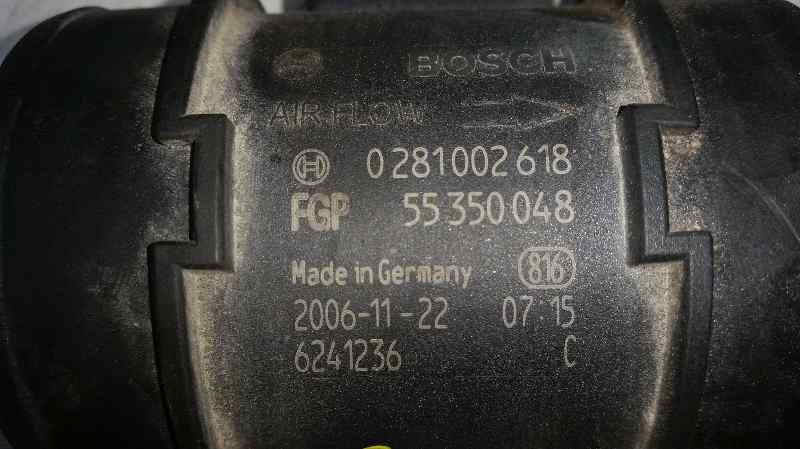 BOSCH
AIR FLOW
0 281 002 618
FGP 55 350 048
Made in Germany 816
2006-11-22 07·15
6241236 C